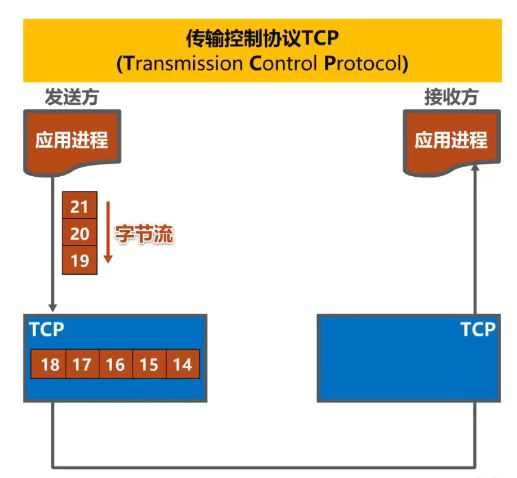 传输控制协议TCP
(Transmission Control Protocol)
发送方
接收方
应用进程
应用进程
21
20
19
字节流
TCP
TCP
18 17 16 15 14